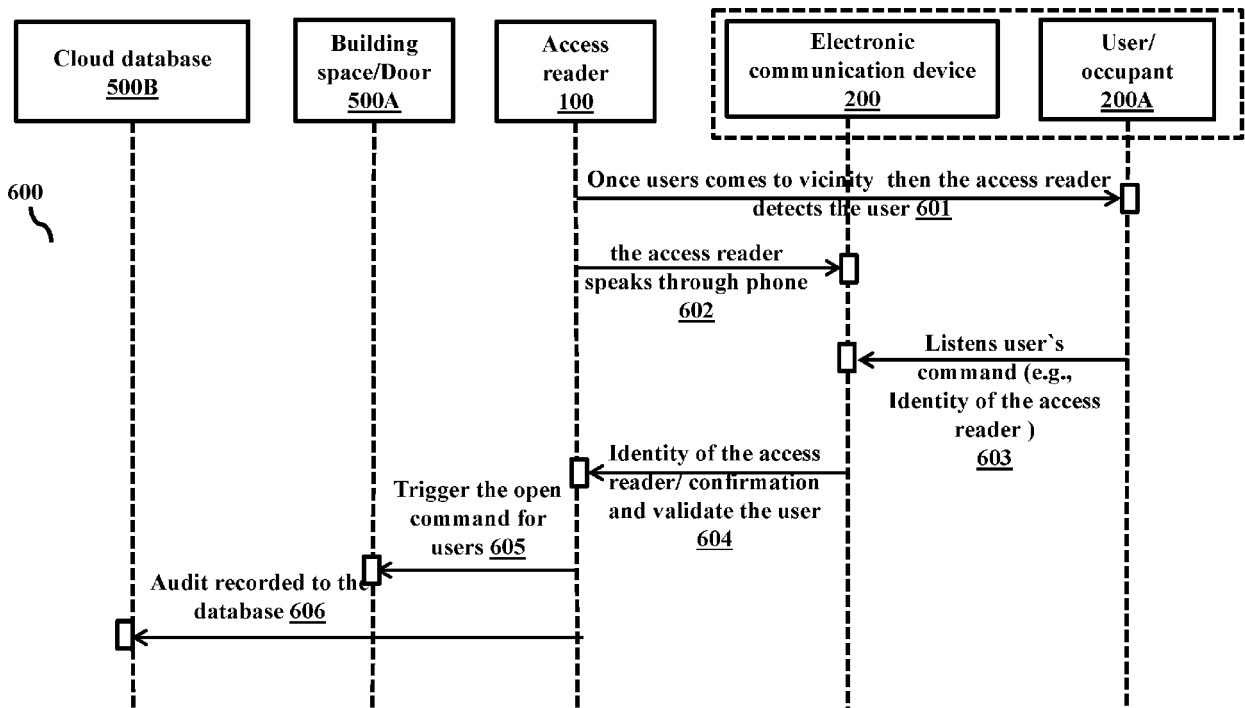 Cloud database
500B
Building
space/Door
500A
Access
reader
100
Electronic
communication device
200
User/
occupant
200A
600
Once users comes to vicinity then the access reader
detects the user 601
the access reader
speaks through phone
602
Listens user`s
command (e.g.,
Identity of the access
reader )
603
Identity of the access
reader/ confirmation
and validate the user
604
Trigger the open
command for
users 605
Audit recorded to the
database 606